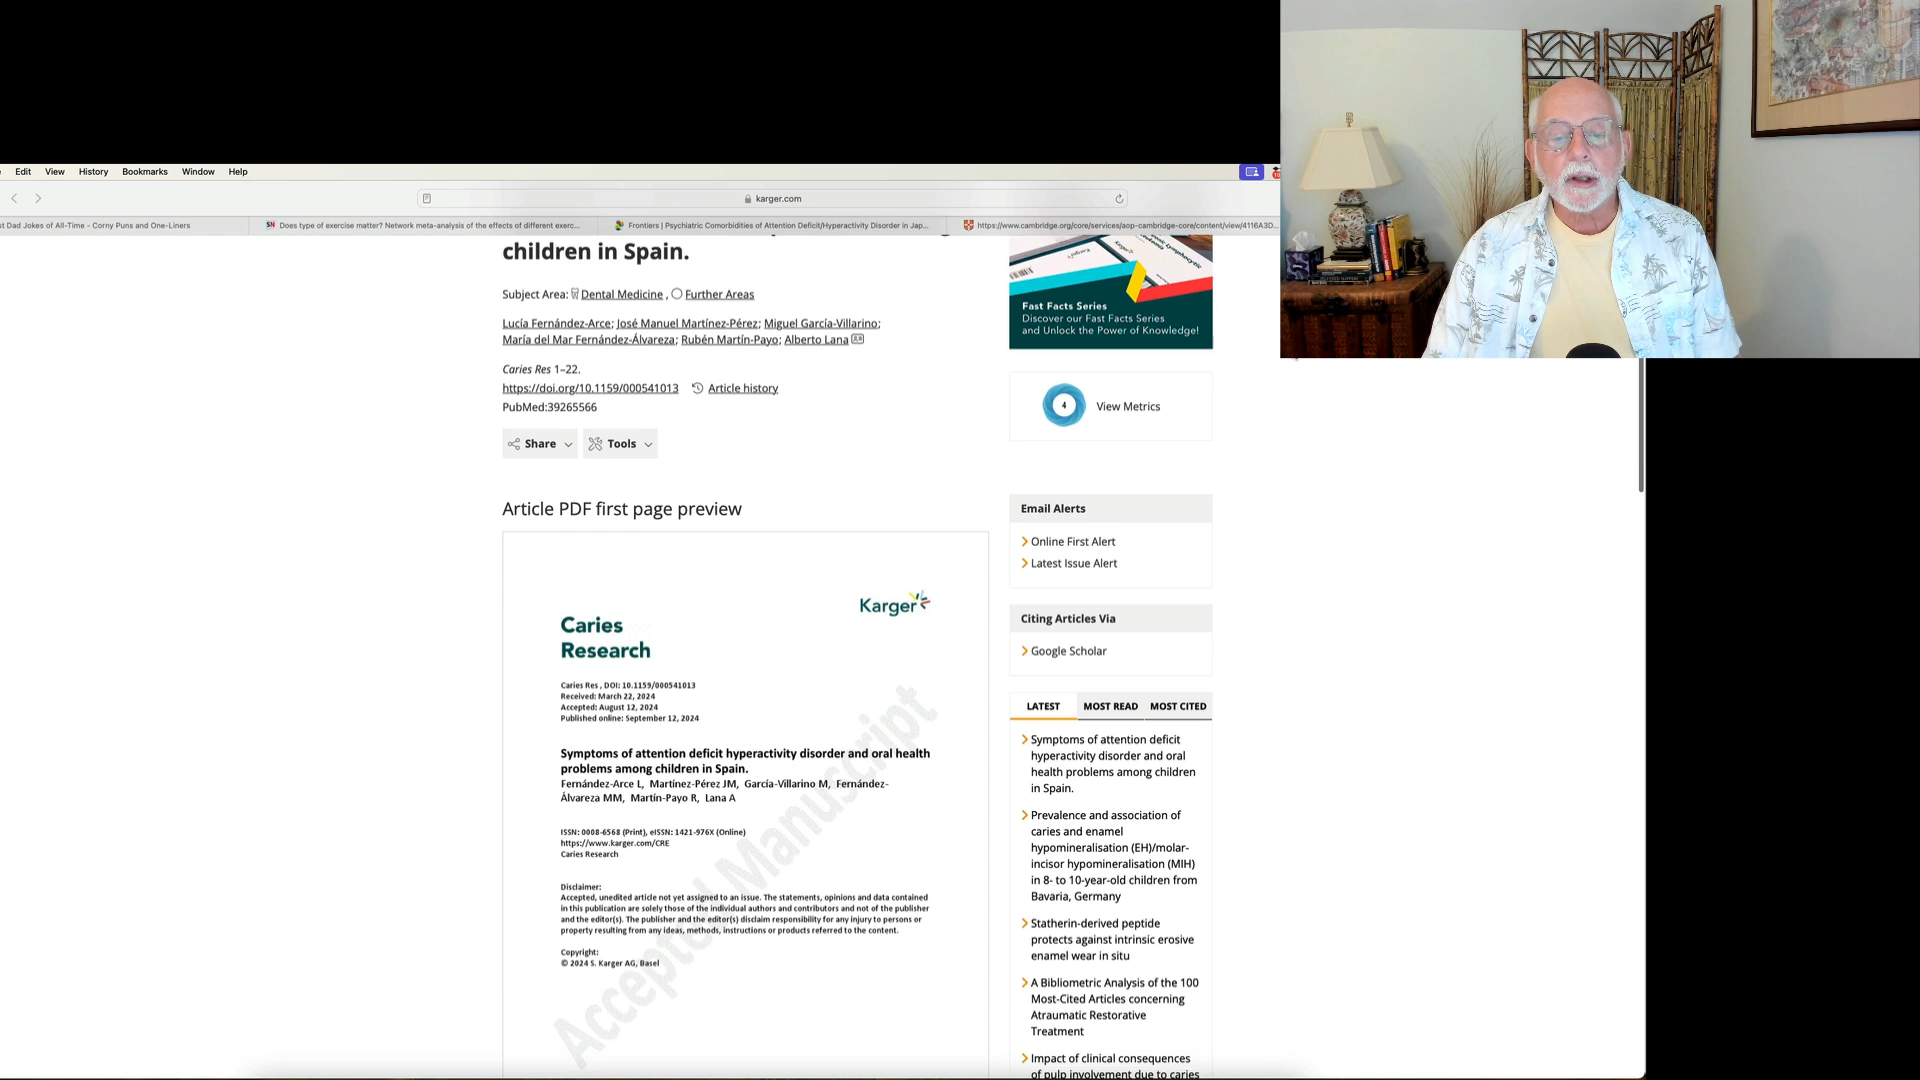 Edit View History Bookmarks Window Help
karger.com
st Dad Jokes of All-Time - Corny Puns and One-Liners
SN Does type of exercise matter? Network meta-analysis of the effects of different exerc...
Frontiers | Psychiatric Comorbidities of Attention Deficit/Hyperactivity Disorder in Jap...
https://www.cambridge.org/core/services/aop-cambridge-core/content/view/4116A3D...
children in Spain.
Subject Area: Dental Medicine , Further Areas
Lucía Fernández-Arce; José Manuel Martínez-Pérez; Miguel García-Villarino;
María del Mar Fernández-Álvareza; Rubén Martín-Payo; Alberto Lana
Caries Res 1–22.
https://doi.org/10.1159/000541013 Article history
PubMed:39265566
Share Tools
Article PDF first page preview
Karger
Caries
Research
Caries Res , DOI: 10.1159/000541013
Received: March 22, 2024
Accepted: August 12, 2024
Published online: September 12, 2024
Symptoms of attention deficit hyperactivity disorder and oral health
problems among children in Spain.
Fernández-Arce L, Martínez-Pérez JM, García-Villarino M, Fernández-
Álvareza MM, Martín-Payo R, Lana A
ISSN: 0008-6568 (Print), eISSN: 1421-976X (Online)
https://www.karger.com/CRE
Caries Research
Disclaimer:
Accepted, unedited article not yet assigned to an issue. The statements, opinions and data contained
in this publication are solely those of the individual authors and contributors and not of the publisher
and the editor(s). The publisher and the editor(s) disclaim responsibility for any injury to persons or
property resulting from any ideas, methods, instructions or products referred to the content.
Copyright:
© 2024 S. Karger AG, Basel
Accepted Manuscript
Fast Facts Series
Discover our Fast Facts Series
and Unlock the Power of Knowledge!
4 View Metrics
Email Alerts
Online First Alert
Latest Issue Alert
Citing Articles Via
Google Scholar
LATEST MOST READ MOST CITED
Symptoms of attention deficit
hyperactivity disorder and oral
health problems among children
in Spain.
Prevalence and association of
caries and enamel
hypomineralisation (EH)/molar-
incisor hypomineralisation (MIH)
in 8- to 10-year-old children from
Bavaria, Germany
Statherin-derived peptide
protects against intrinsic erosive
enamel wear in situ
A Bibliometric Analysis of the 100
Most-Cited Articles concerning
Atraumatic Restorative
Treatment
Impact of clinical consequences
of pulp involvement due to caries